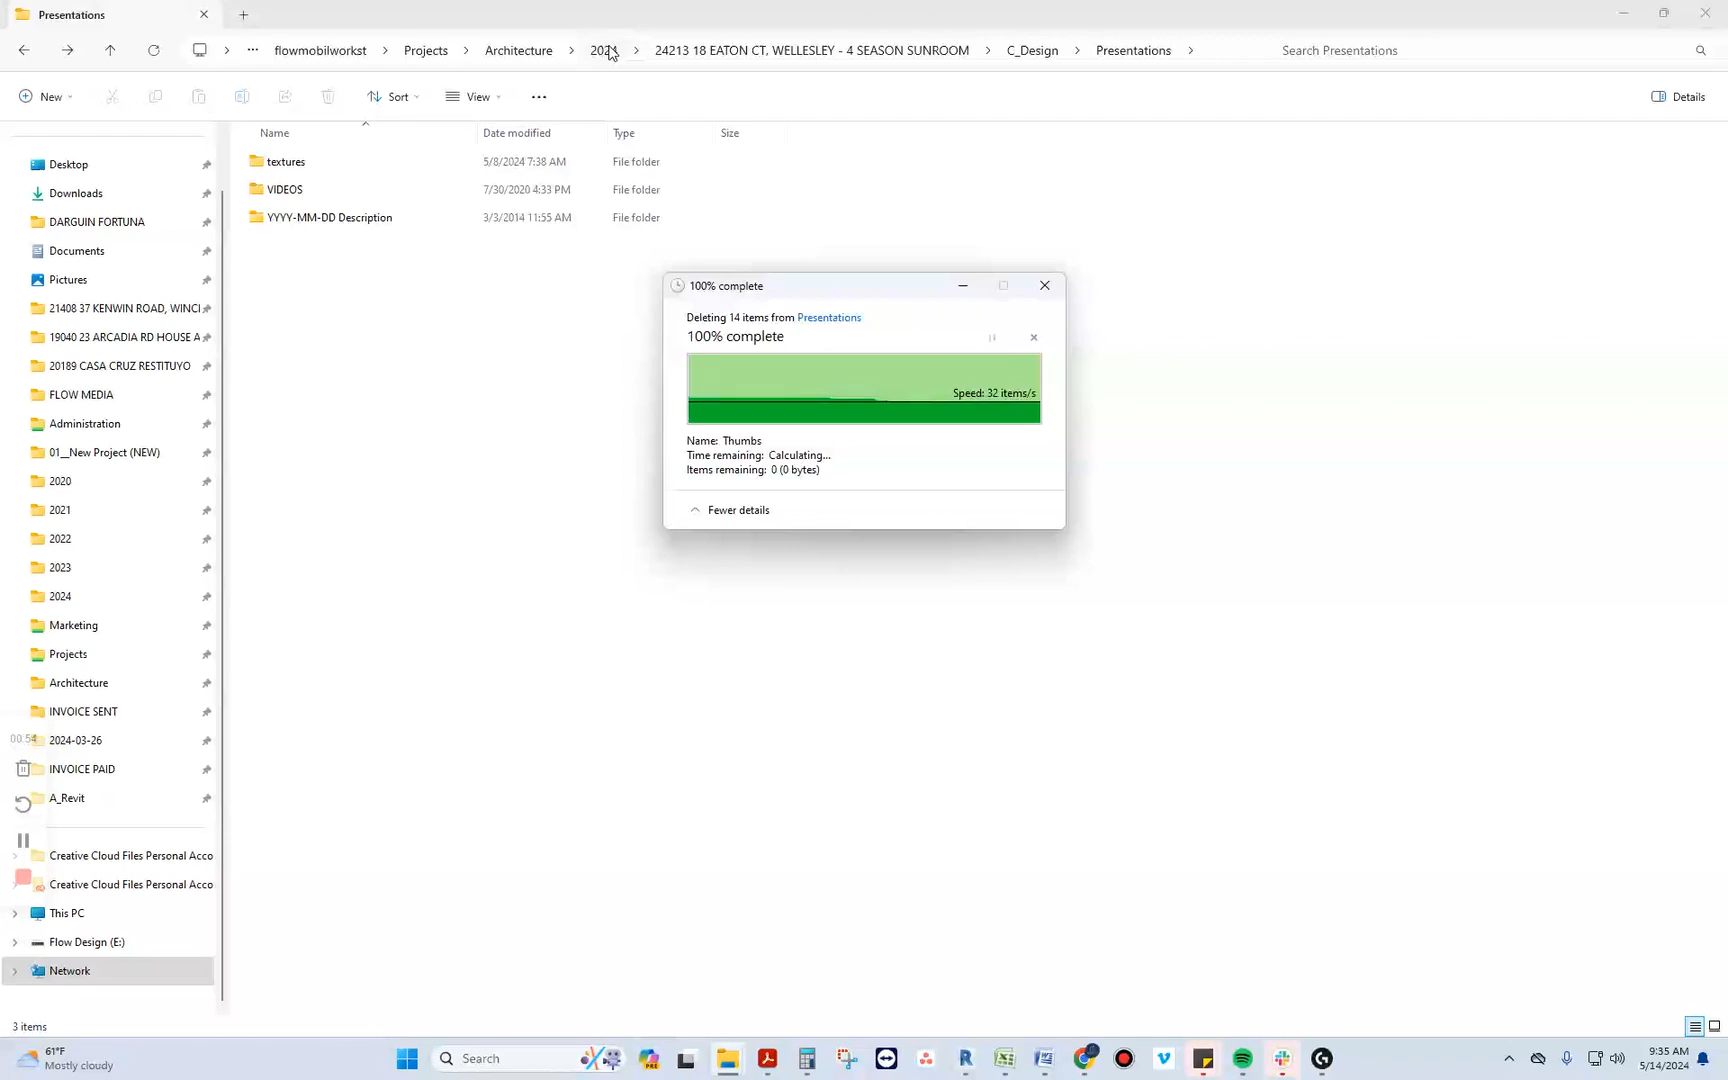 Presentations
flowmobilworkst
Projects
Architecture
2024
24213 18 EATON CT, WELLESLEY - 4 SEASON SUNROOM
C_Design
Presentations
Search Presentations
New
Sort
View
Details
Name
Date modified
Type
Size
textures
5/8/2024 7:38 AM
File folder
VIDEOS
7/30/2020 4:33 PM
File folder
YYYY-MM-DD Description
3/3/2014 11:55 AM
File folder
Desktop
Downloads
DARGUIN FORTUNA
Documents
Pictures
21408 37 KENWIN ROAD, WINCI
19040 23 ARCADIA RD HOUSE A
20189 CASA CRUZ RESTITUYO
FLOW MEDIA
Administration
01__New Project (NEW)
2020
2021
2022
2023
2024
Marketing
Projects
Architecture
INVOICE SENT
00:54
2024-03-26
INVOICE PAID
A_Revit
Creative Cloud Files Personal Acco
Creative Cloud Files Personal Acco
This PC
Flow Design (E:)
Network
100% complete
Deleting 14 items from Presentations
100% complete
Speed: 32 items/s
Name: Thumbs
Time remaining: Calculating...
Items remaining: 0 (0 bytes)
Fewer details
3 items
61°F
Mostly cloudy
Search
PRE
9:35 AM
5/14/2024